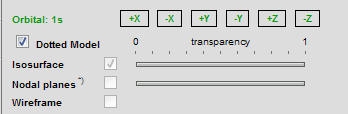 Orbital: 1s +X -X +Y -Y +Z -Z
Dotted Model 0 transparency 1
Isosurface
Nodal planes *)
Wireframe